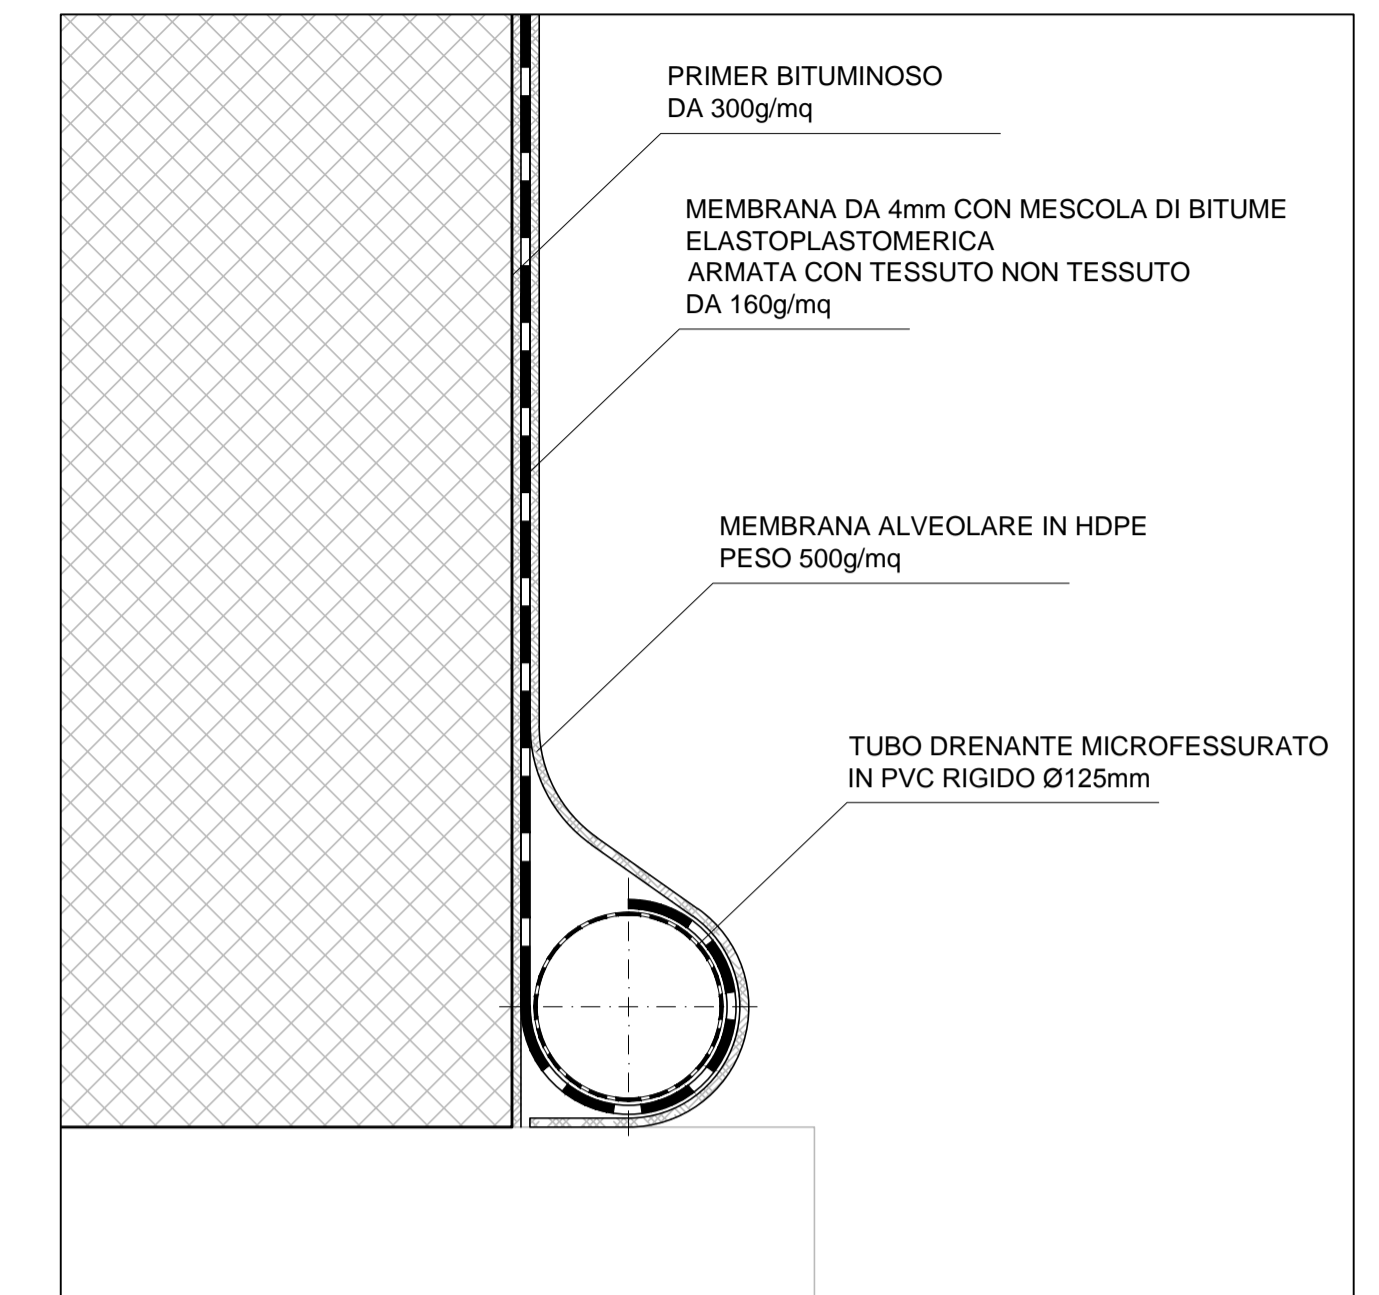 PRIMER BITUMINOSO
DA 300g/mq
MEMBRANA DA 4mm CON MESCOLA DI BITUME
ELASTOPLASTOMERICA
ARMATA CON TESSUTO NON TESSUTO
DA 160g/mq
MEMBRANA ALVEOLARE IN HDPE
PESO 500g/mq
TUBO DRENANTE MICROFESSURATO
IN PVC RIGIDO Ø125mm